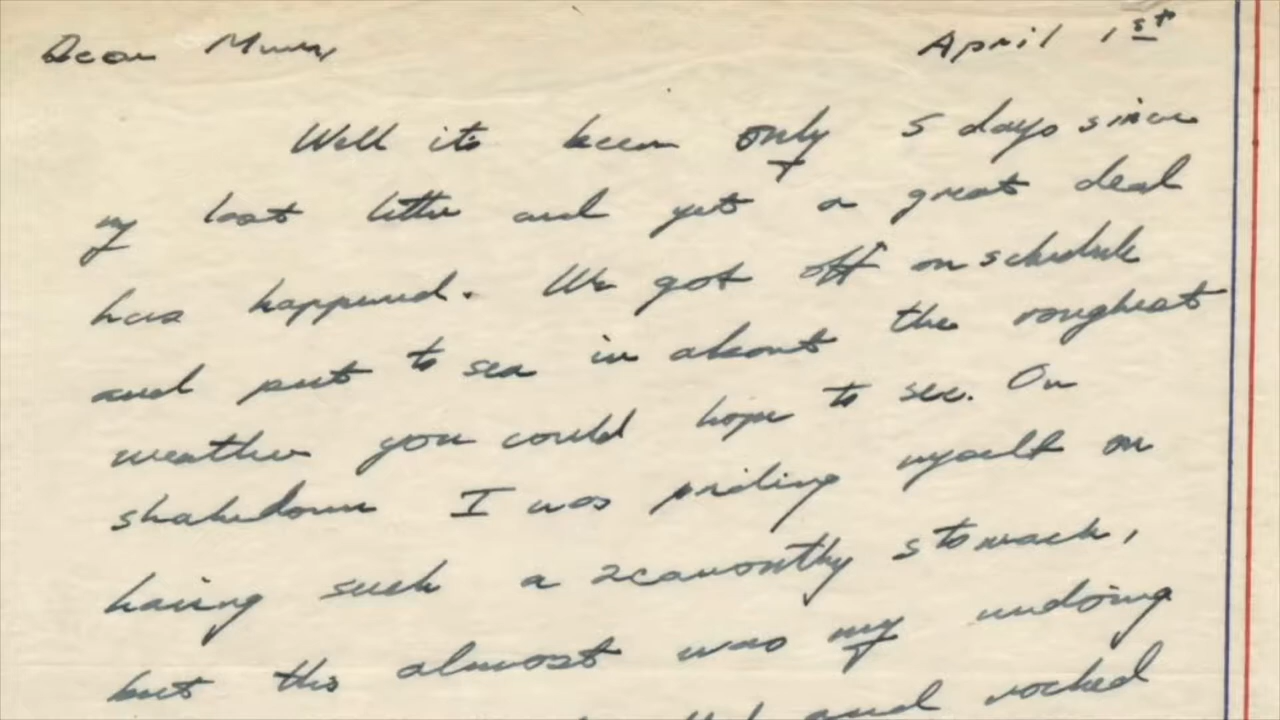 Dear Mum, April 1st
Well its been only 5 days since
my last letter and yet a great deal
has happened. We got off on schedule
and put to sea in about the roughest
weather you could hope to see. On
shakedown I was priding myself on
having such a seaworthy stomach,
but this almost was my undoing
and rocked